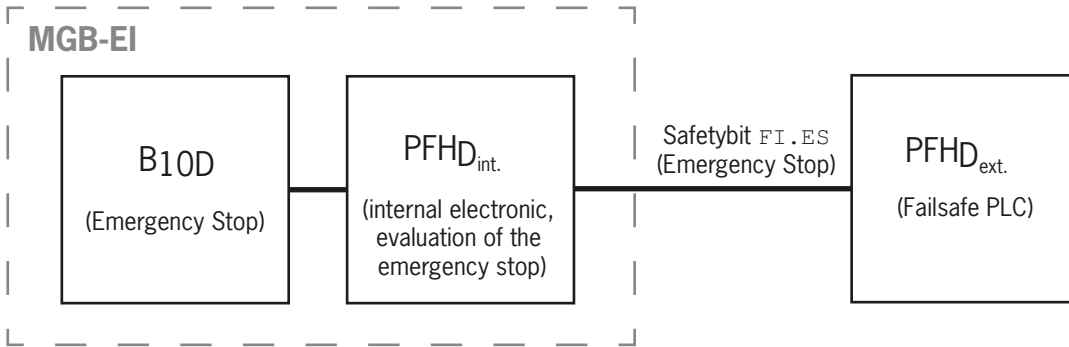 MGB-EI
B10D
(Emergency Stop)
PFHDint.
(internal electronic,
evaluation of the
emergency stop)
Safetybit FI.ES
(Emergency Stop)
PFHDext.
(Failsafe PLC)